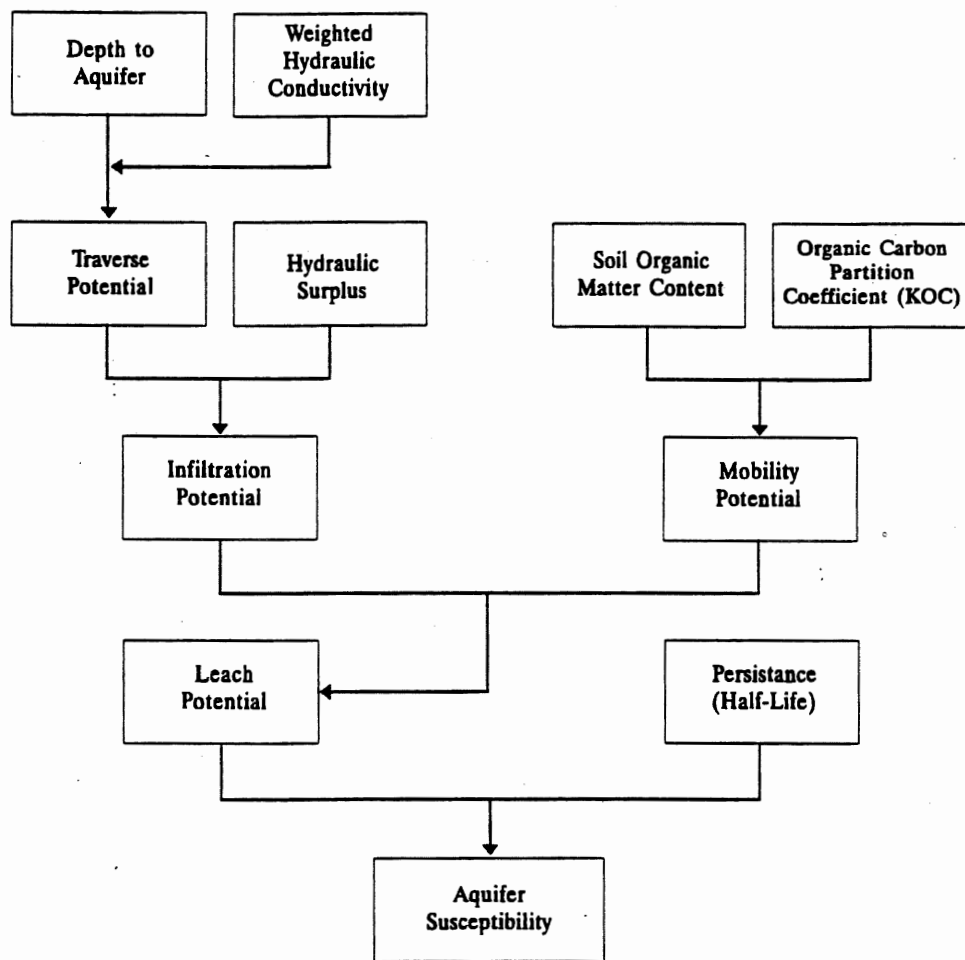 Depth to
Aquifer
Weighted
Hydraulic
Conductivity
Traverse
Potential
Hydraulic
Surplus
Soil Organic
Matter Content
Organic Carbon
Partition
Coefficient (KOC)
Infiltration
Potential
Mobility
Potential
Leach
Potential
Persistance
(Half-Life)
Aquifer
Susceptibility